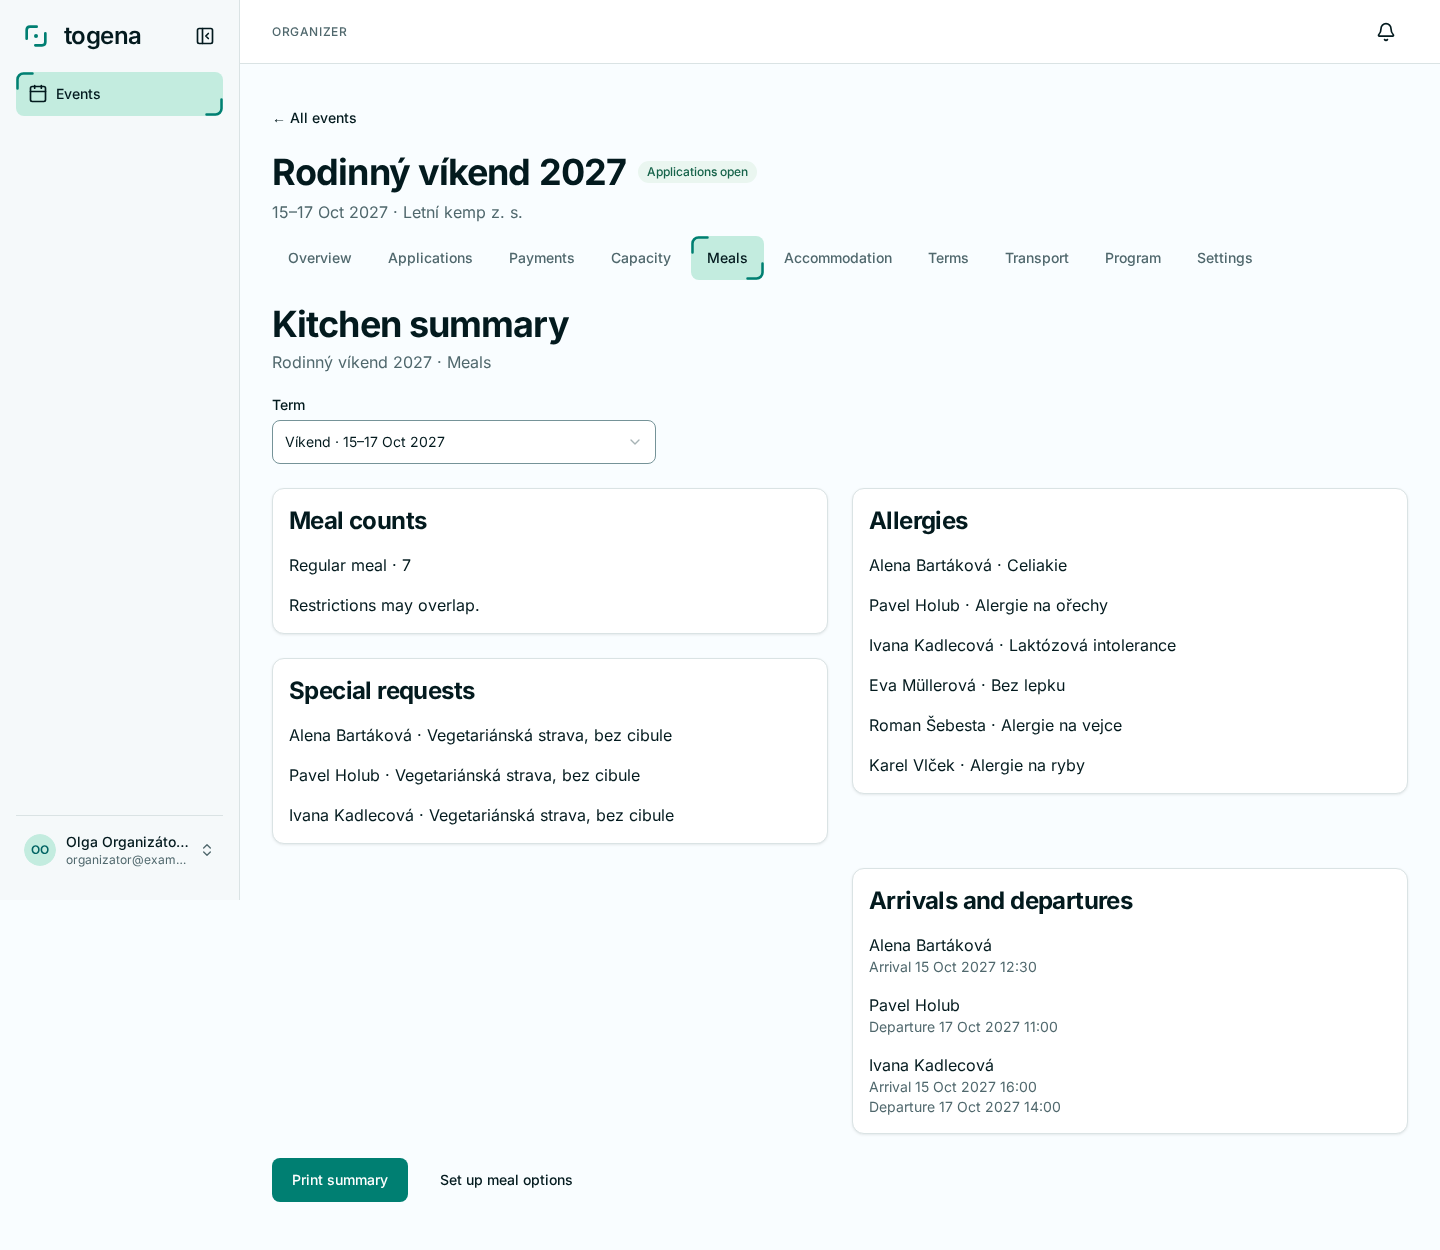 togena
Events
ORGANIZER
← All events
Rodinný víkend 2027
Applications open
15–17 Oct 2027 · Letní kemp z. s.
Overview
Applications
Payments
Capacity
Meals
Accommodation
Terms
Transport
Program
Settings
Kitchen summary
Rodinný víkend 2027 · Meals
Term
Víkend · 15–17 Oct 2027
Meal counts
Regular meal · 7
Restrictions may overlap.
Special requests
Alena Bartáková · Vegetariánská strava, bez cibule
Pavel Holub · Vegetariánská strava, bez cibule
Ivana Kadlecová · Vegetariánská strava, bez cibule
Allergies
Alena Bartáková · Celiakie
Pavel Holub · Alergie na ořechy
Ivana Kadlecová · Laktózová intolerance
Eva Müllerová · Bez lepku
Roman Šebesta · Alergie na vejce
Karel Vlček · Alergie na ryby
Arrivals and departures
Alena Bartáková
Arrival 15 Oct 2027 12:30
Pavel Holub
Departure 17 Oct 2027 11:00
Ivana Kadlecová
Arrival 15 Oct 2027 16:00
Departure 17 Oct 2027 14:00
Print summary
Set up meal options
OO
Olga Organizáto...
organizator@exam...